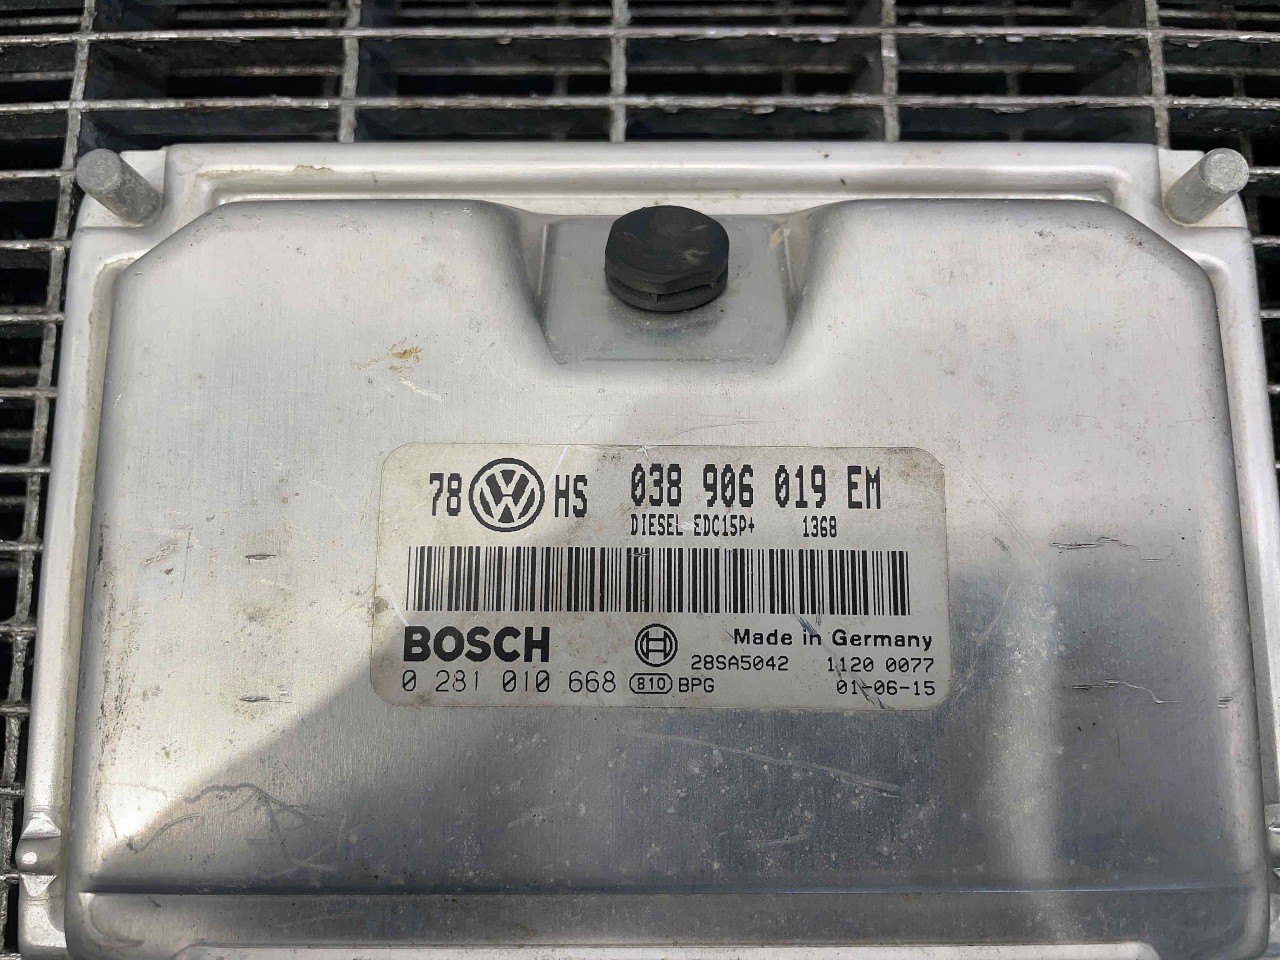 78 VW HS 038 906 019 EM
DIESEL EDC15P+ 1368
BOSCH H Made in Germany
28SA5042 1120 0077
0 281 010 668 810 BPG 01-06-15